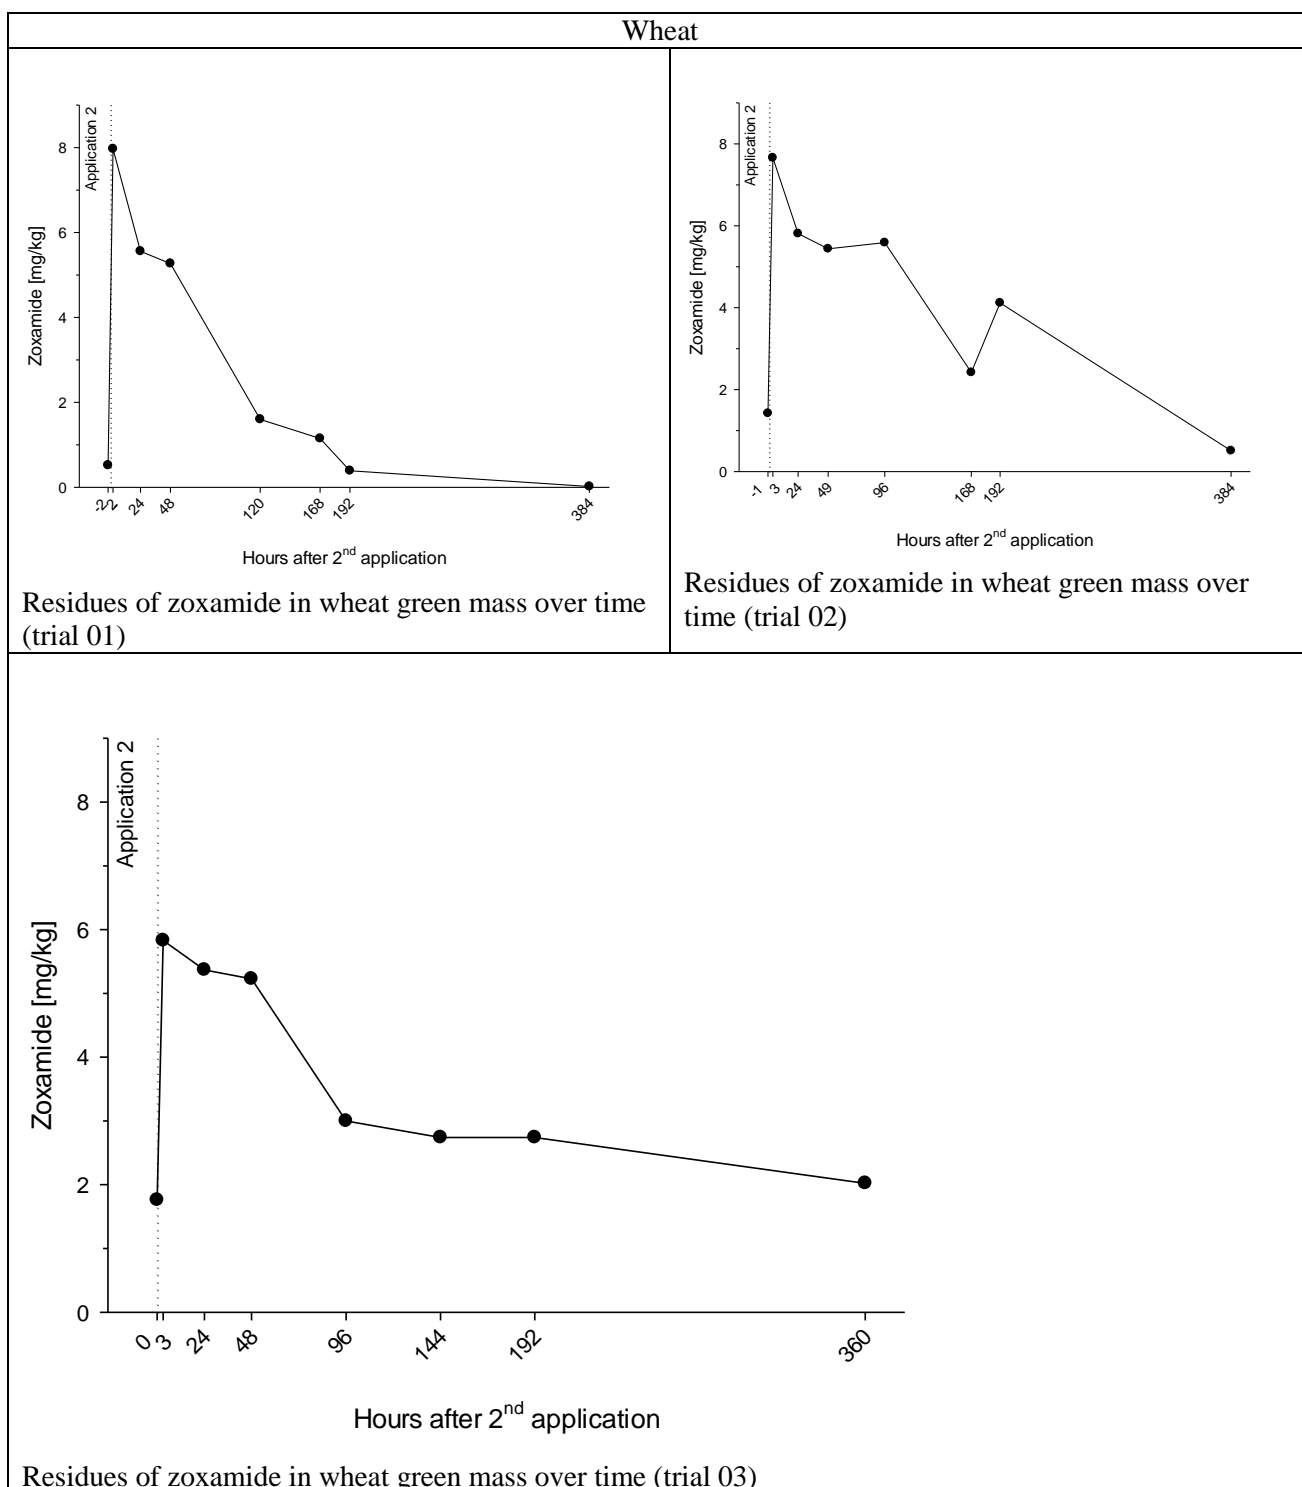 Wheat
Application 2
8
6
4
2
0
Zoxamide [mg/kg]
-2 2 24 48 120 168 192 384
Hours after 2nd application
Residues of zoxamide in wheat green mass over time
(trial 01)
Application 2
8
6
4
2
0
Zoxamide [mg/kg]
-1 3 24 49 96 168 192 384
Hours after 2nd application
Residues of zoxamide in wheat green mass over
time (trial 02)
Application 2
8
6
4
2
0
Zoxamide [mg/kg]
0 3 24 48 96 144 192 360
Hours after 2nd application
Residues of zoxamide in wheat green mass over time (trial 03)